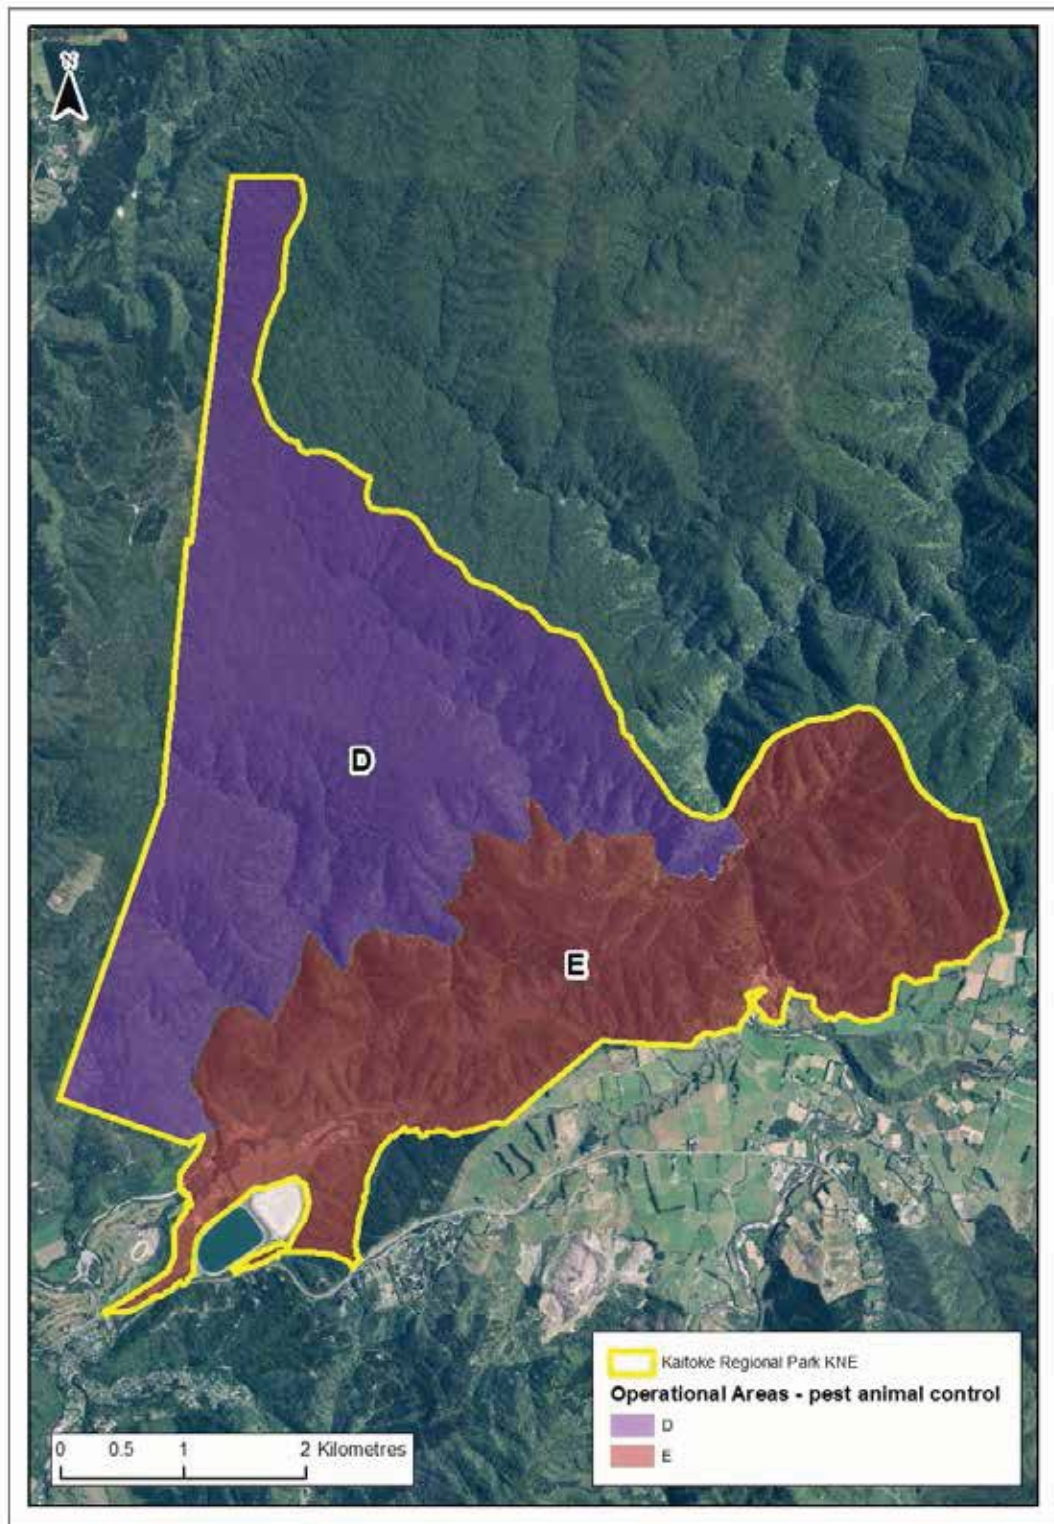 N
D
E
Kaitoke Regional Park KNE
Operational Areas - pest animal control
D
E
0 0.5 1 2 Kilometres